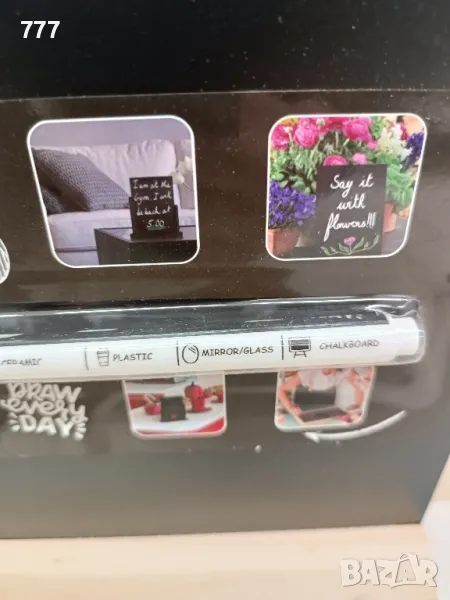 777
I am at the
gym. I will
be back at
5.00
Say it
with
flowers!!!
CERAMIC
PLASTIC
MIRROR/GLASS
CHALKBOARD
DRAW
every
DAY
BAZAR